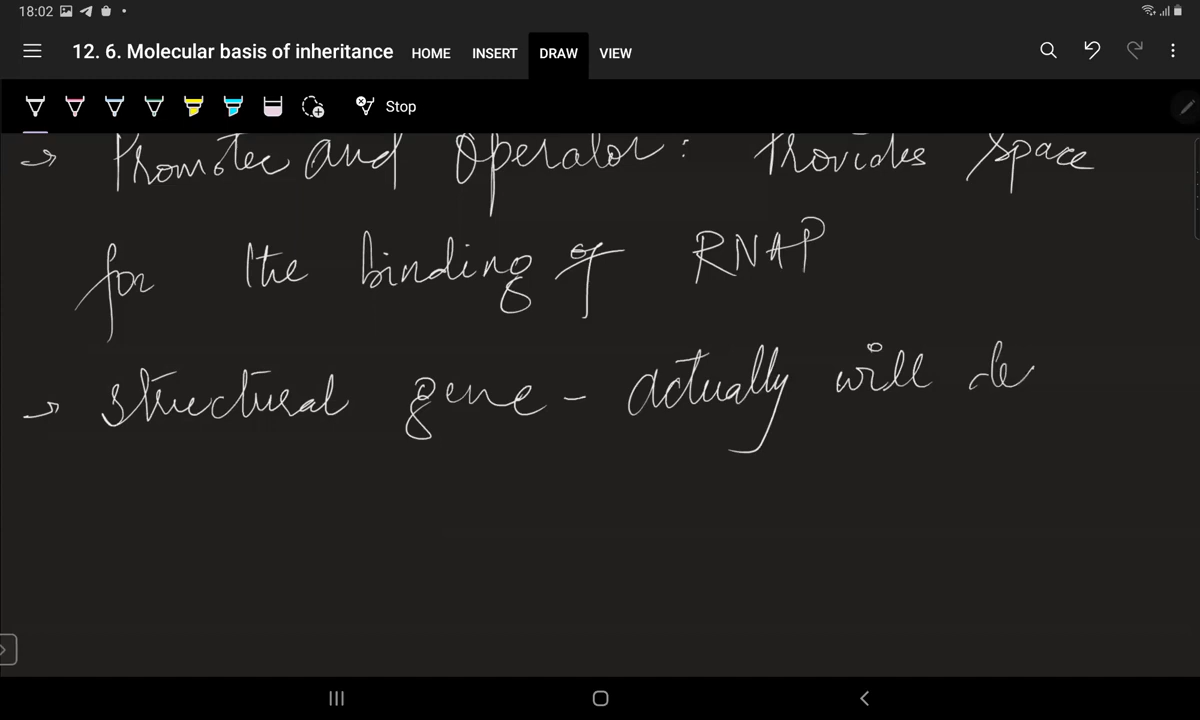 18:02
12. 6. Molecular basis of inheritance HOME INSERT DRAW VIEW
Stop
→ Promoter and Operator: Provides space
for the binding of RNAP
→ structural gene - actually will de